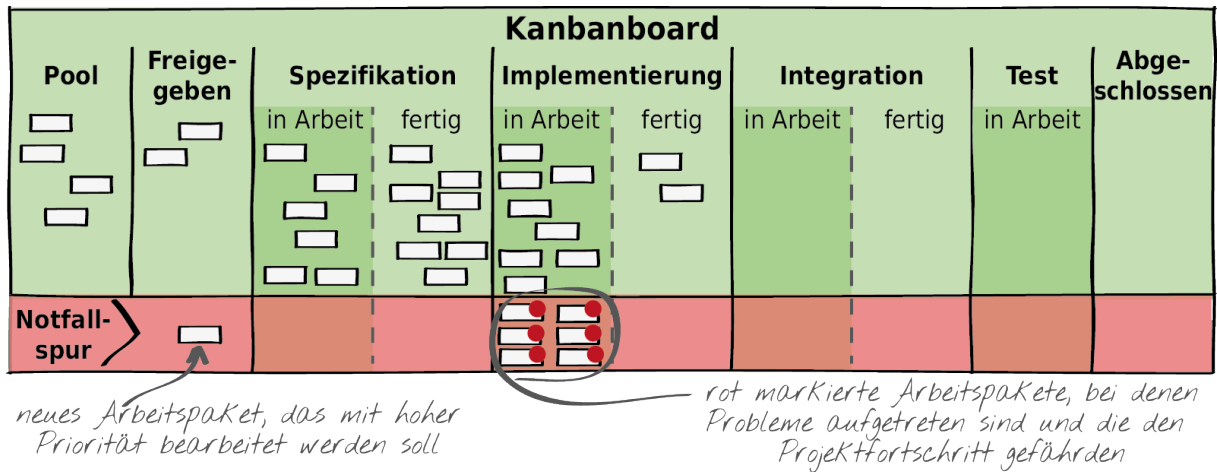 Kanbanboard
Pool
Freige-
geben
Spezifikation
Implementierung
Integration
Test
Abge-
schlossen
in Arbeit
fertig
in Arbeit
fertig
in Arbeit
fertig
in Arbeit
Notfall-
spur
neues Arbeitspaket, das mit hoher
Priorität bearbeitet werden soll
rot markierte Arbeitspakete, bei denen
Probleme aufgetreten sind und die den
Projektfortschritt gefährden